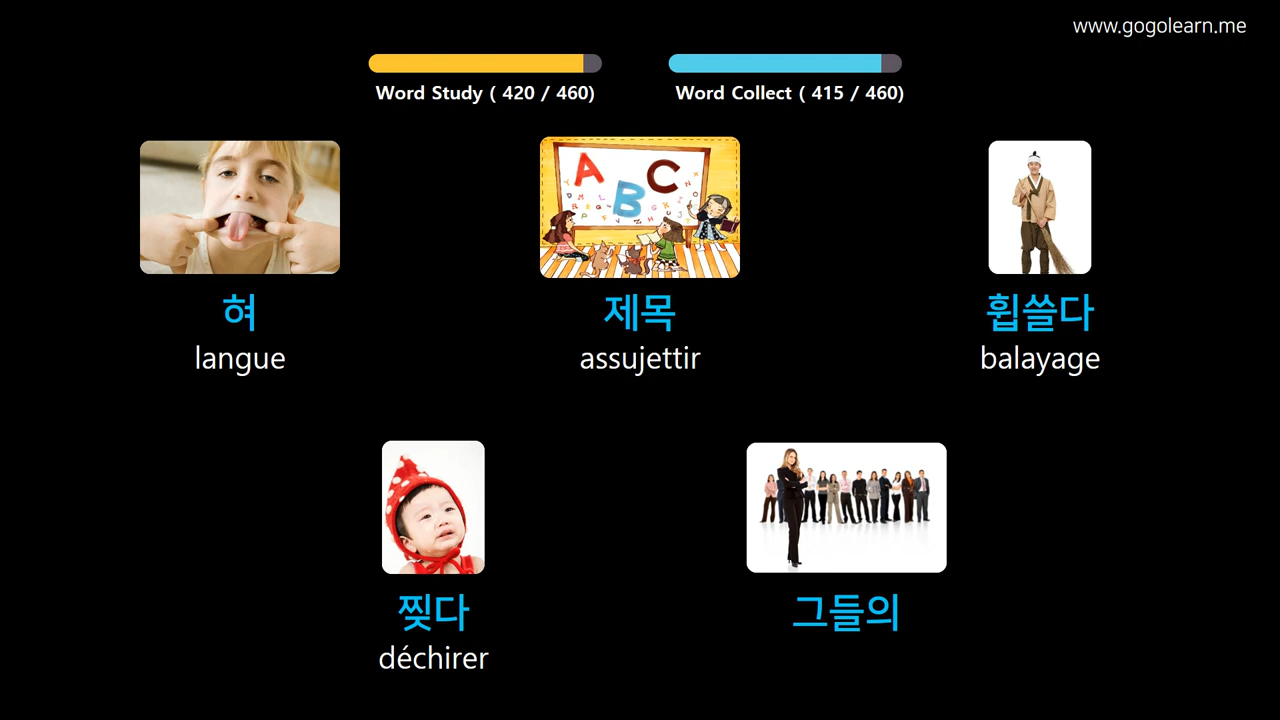 www.gogolearn.me
Word Study ( 420 / 460)
Word Collect ( 415 / 460)
A B C
혀
langue
제목
assujettir
휩쓸다
balayage
찢다
déchirer
그들의